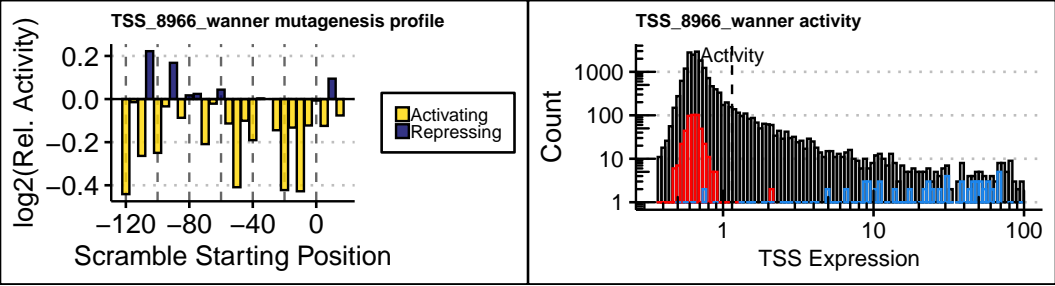 TSS_8966_wanner mutagenesis profile
log2(Rel. Activity)
0.2
0.0
−0.2
−0.4
−120 −80 −40 0
Scramble Starting Position
Activating
Repressing
TSS_8966_wanner activity
Activity
Count
1000
100
10
1
1 10 100
TSS Expression